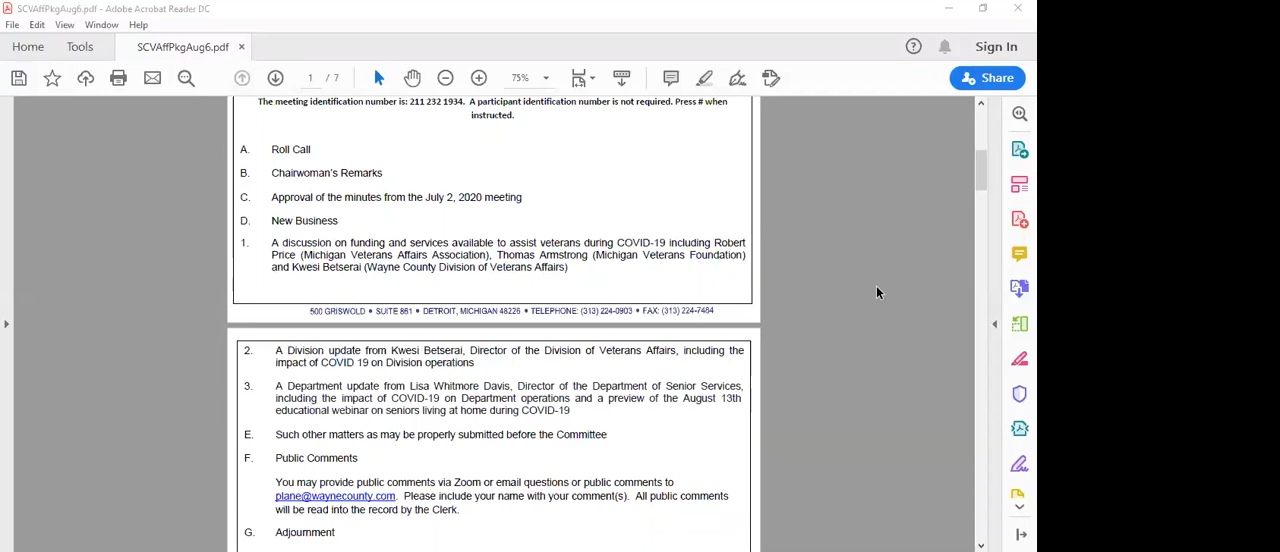 SCVAffPkgAug6.pdf - Adobe Acrobat Reader DC
File Edit View Window Help
Home Tools SCVAffPkgAug6.pdf × Sign In
1 / 7 75% Share
The meeting identification number is: 211 232 1934. A participant identification number is not required. Press # when
instructed.
A. Roll Call
B. Chairwoman's Remarks
C. Approval of the minutes from the July 2, 2020 meeting
D. New Business
1. A discussion on funding and services available to assist veterans during COVID-19 including Robert
Price (Michigan Veterans Affairs Association), Thomas Armstrong (Michigan Veterans Foundation)
and Kwesi Betserai (Wayne County Division of Veterans Affairs)
500 GRISWOLD • SUITE 861 • DETROIT, MICHIGAN 48226 • TELEPHONE: (313) 224-0903 • FAX: (313) 224-7484
2. A Division update from Kwesi Betserai, Director of the Division of Veterans Affairs, including the
impact of COVID 19 on Division operations
3. A Department update from Lisa Whitmore Davis, Director of the Department of Senior Services,
including the impact of COVID-19 on Department operations and a preview of the August 13th
educational webinar on seniors living at home during COVID-19
E. Such other matters as may be properly submitted before the Committee
F. Public Comments
You may provide public comments via Zoom or email questions or public comments to
plane@waynecounty.com. Please include your name with your comment(s). All public comments
will be read into the record by the Clerk.
G. Adjournment